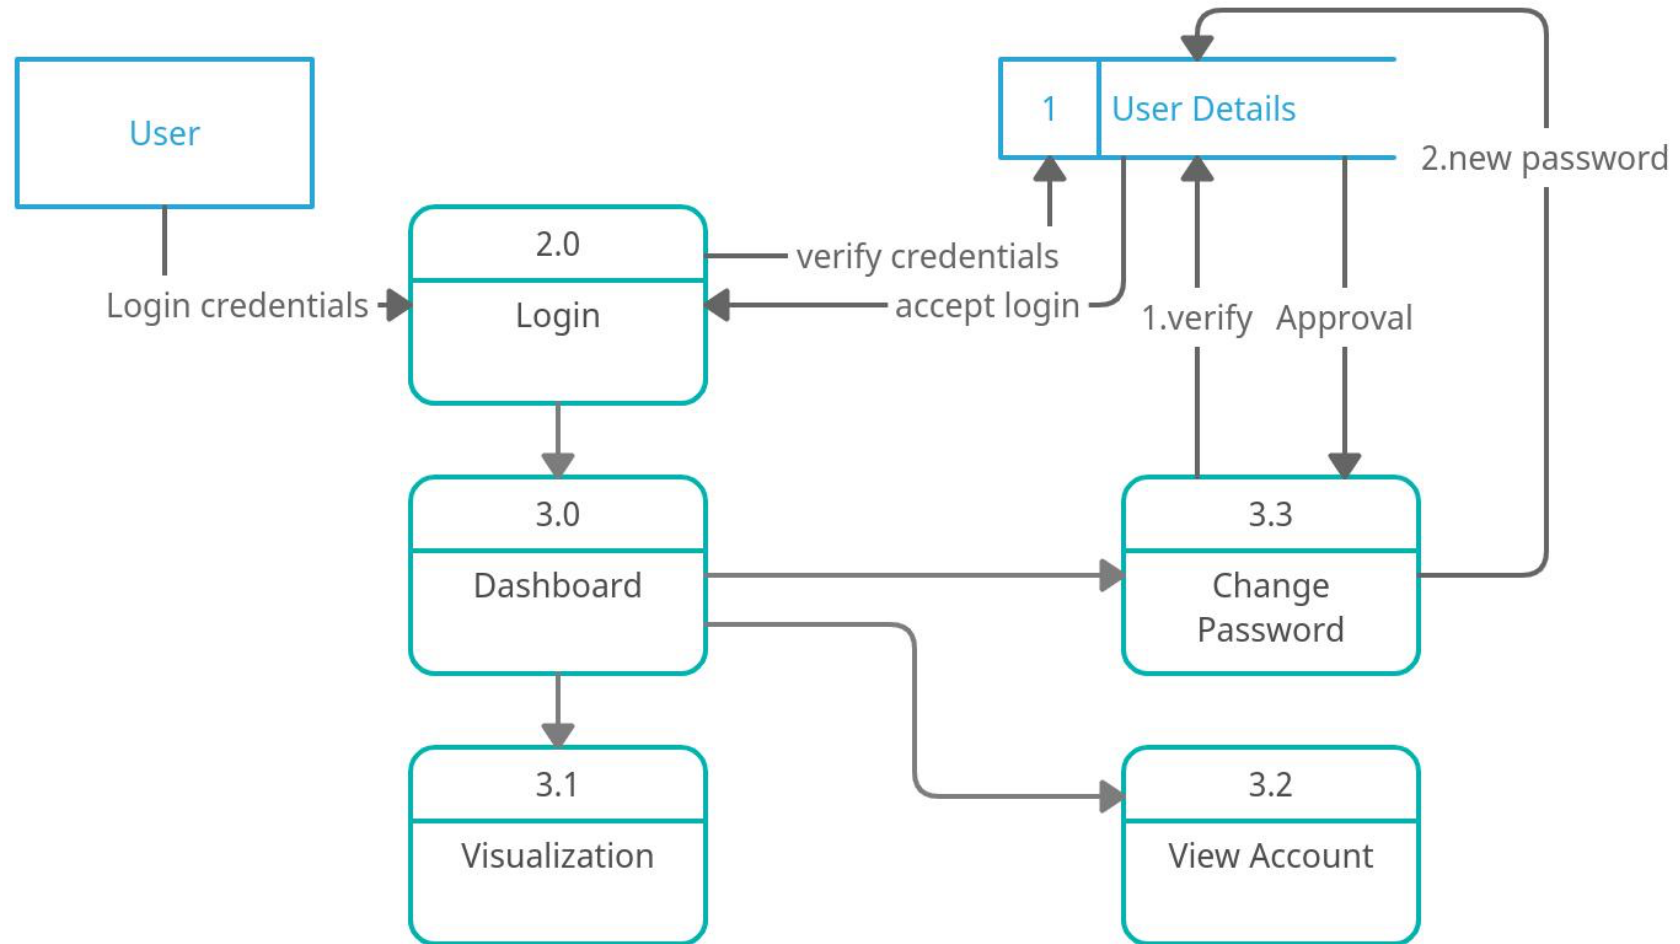 User
1
User Details
2.new password
2.0
Login
verify credentials
Login credentials
accept login
1.verify
Approval
3.0
Dashboard
3.3
Change
Password
3.1
Visualization
3.2
View Account